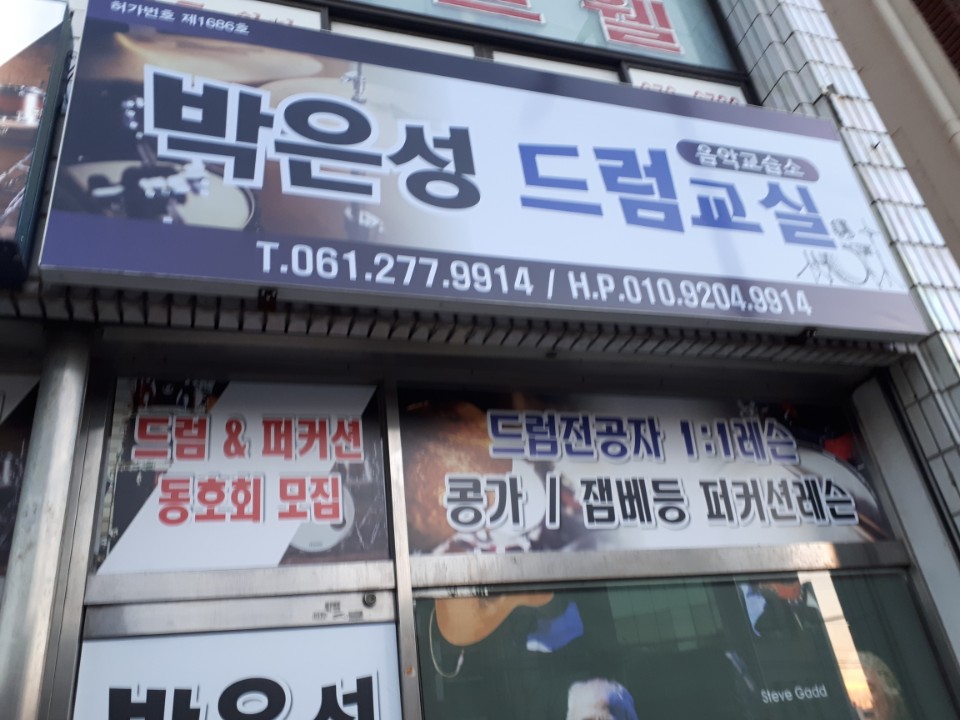 허가번호 제1686호
박은성 드럼교실
음악교습소
T.061.277.9914 / H.P.010.9204.9914
드럼 & 퍼커션
동호회 모집
드럼전공자 1:1레슨
콩가 / 잼베등 퍼커션레슨
박은성
Steve Gadd